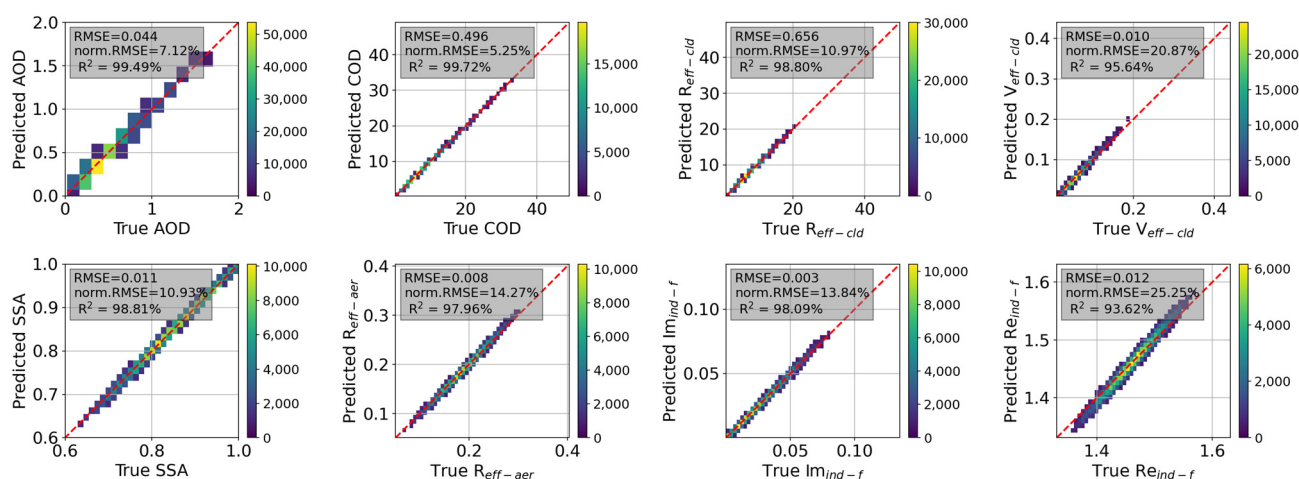 RMSE=0.044
norm.RMSE=7.12%
R² = 99.49%
Predicted AOD
2.0
1.5
1.0
0.5
0.0
0 1 2
True AOD
50,000
40,000
30,000
20,000
10,000
0
RMSE=0.496
norm.RMSE=5.25%
R² = 99.72%
Predicted COD
40
30
20
10
20 40
True COD
15,000
10,000
5,000
0
RMSE=0.656
norm.RMSE=10.97%
R² = 98.80%
Predicted R_eff−cld
40
30
20
10
20 40
True R_eff−cld
30,000
20,000
10,000
0
RMSE=0.010
norm.RMSE=20.87%
R² = 95.64%
Predicted V_eff−cld
0.4
0.3
0.2
0.1
0.2 0.4
True V_eff−cld
20,000
15,000
10,000
5,000
0
RMSE=0.011
norm.RMSE=10.93%
R² = 98.81%
Predicted SSA
1.0
0.9
0.8
0.7
0.6
0.6 0.8 1.0
True SSA
10,000
8,000
6,000
4,000
2,000
0
RMSE=0.008
norm.RMSE=14.27%
R² = 97.96%
Predicted R_eff−aer
0.4
0.3
0.2
0.1
0.2 0.4
True R_eff−aer
10,000
8,000
6,000
4,000
2,000
0
RMSE=0.003
norm.RMSE=13.84%
R² = 98.09%
Predicted Im_ind−f
0.10
0.05
0.05 0.10
True Im_ind−f
10,000
8,000
6,000
4,000
2,000
0
RMSE=0.012
norm.RMSE=25.25%
R² = 93.62%
Predicted Re_ind−f
1.6
1.5
1.4
1.4 1.6
True Re_ind−f
6,000
4,000
2,000
0